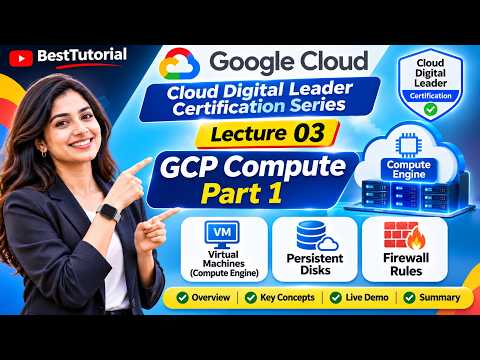 BestTutorial
Google Cloud
Cloud Digital Leader
Certification Series
Lecture 03
GCP Compute
Part 1
Cloud
Digital
Leader
Certification
Compute
Engine
VM
Virtual
Machines
(Compute Engine)
Persistent
Disks
Firewall
Rules
Overview
Key Concepts
Live Demo
Summary